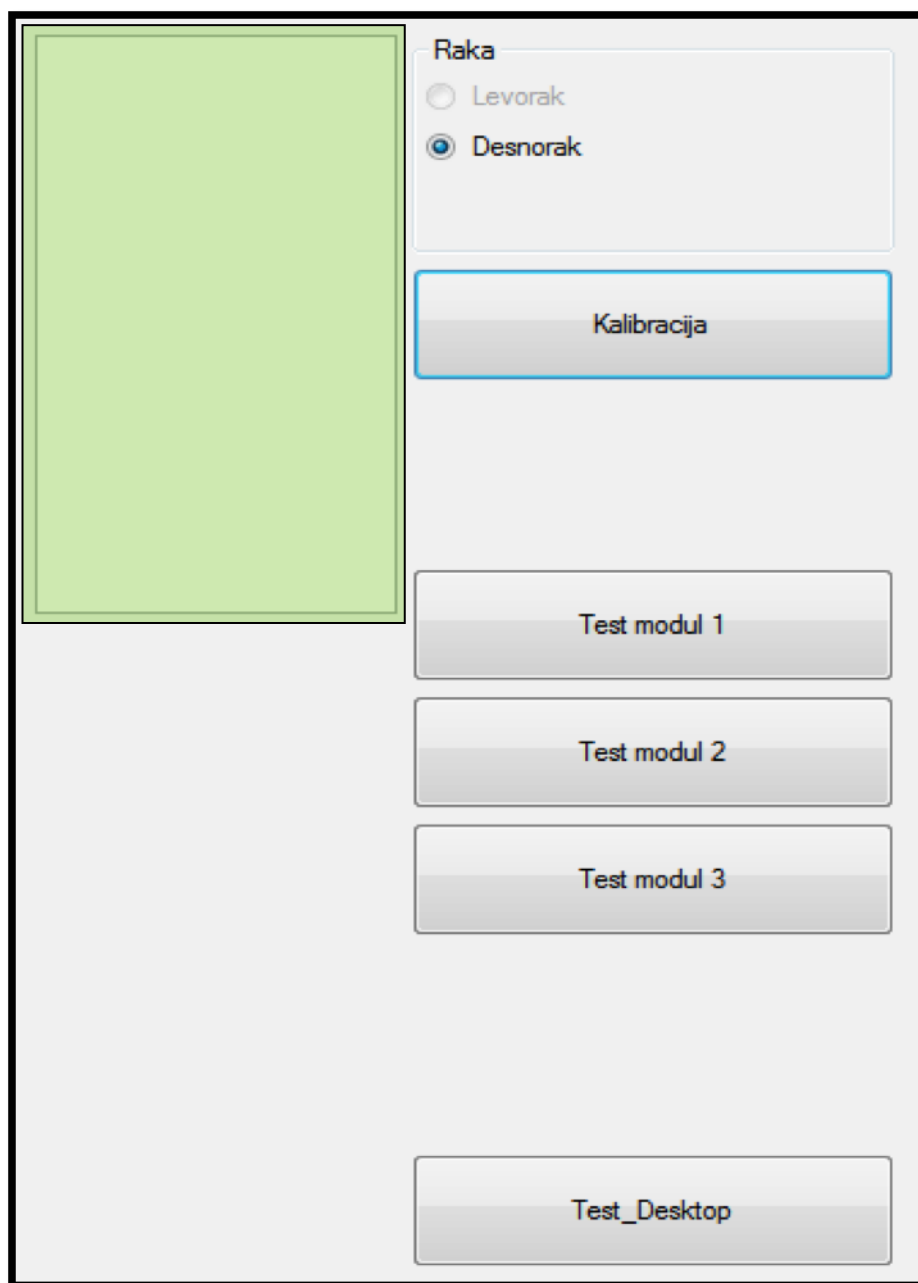 Raka
Levorak
Desnorak
Kalibracija
Test modul 1
Test modul 2
Test modul 3
Test_Desktop